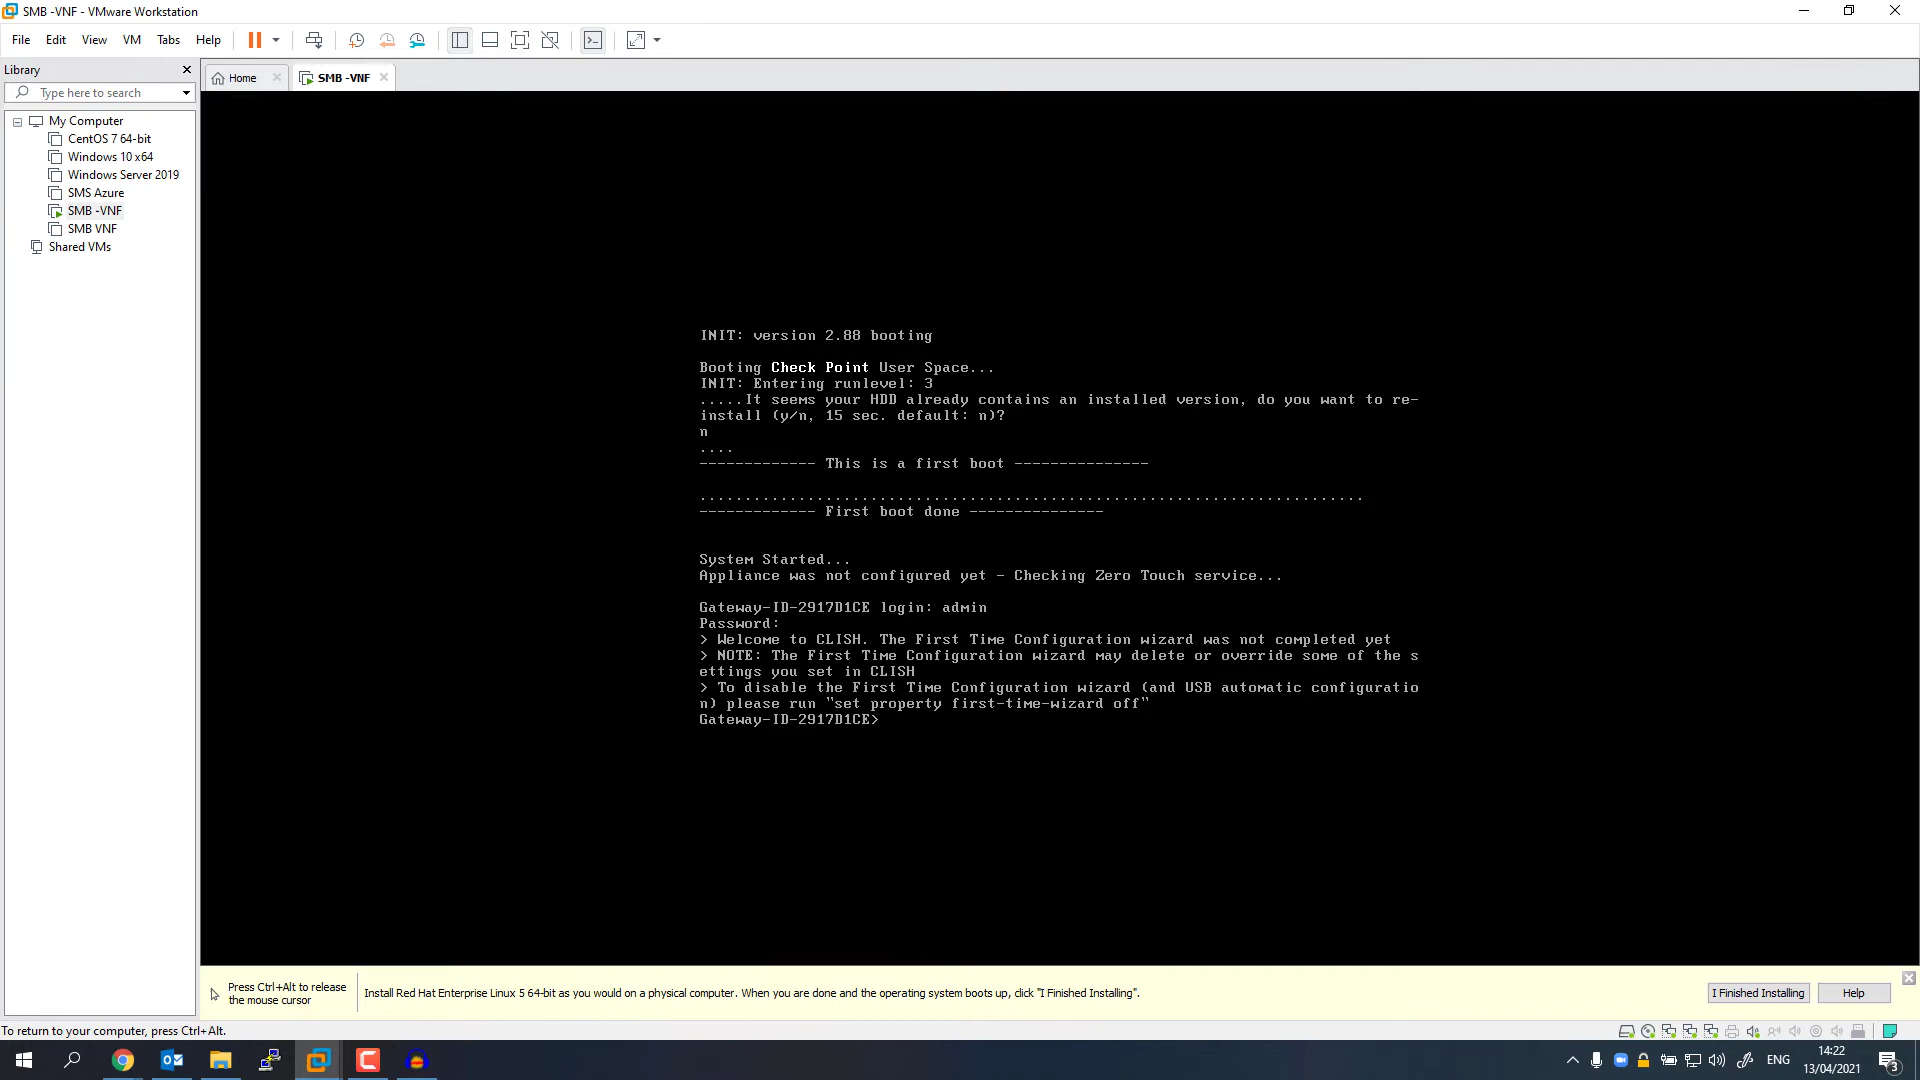 SMB -VNF - VMware Workstation
File Edit View VM Tabs Help
Library
Type here to search
My Computer
CentOS 7 64-bit
Windows 10 x64
Windows Server 2019
SMS Azure
SMB -VNF
SMB VNF
Shared VMs
Home SMB -VNF
INIT: version 2.88 booting
Booting Check Point User Space...
INIT: Entering runlevel: 3
.....It seems your HDD already contains an installed version, do you want to re-
install (y/n, 15 sec. default: n)?
n
....
------------- This is a first boot ---------------
..........................................................................
------------- First boot done ---------------
System Started...
Appliance was not configured yet - Checking Zero Touch service...
Gateway-ID-2917D1CE login: admin
Password:
> Welcome to CLISH. The First Time Configuration wizard was not completed yet
> NOTE: The First Time Configuration wizard may delete or override some of the s
ettings you set in CLISH
> To disable the First Time Configuration wizard (and USB automatic configuratio
n) please run "set property first-time-wizard off"
Gateway-ID-2917D1CE>
Press Ctrl+Alt to release
the mouse cursor
Install Red Hat Enterprise Linux 5 64-bit as you would on a physical computer. When you are done and the operating system boots up, click "I Finished Installing".
I Finished Installing
Help
To return to your computer, press Ctrl+Alt.
ENG
14:22
13/04/2021
3